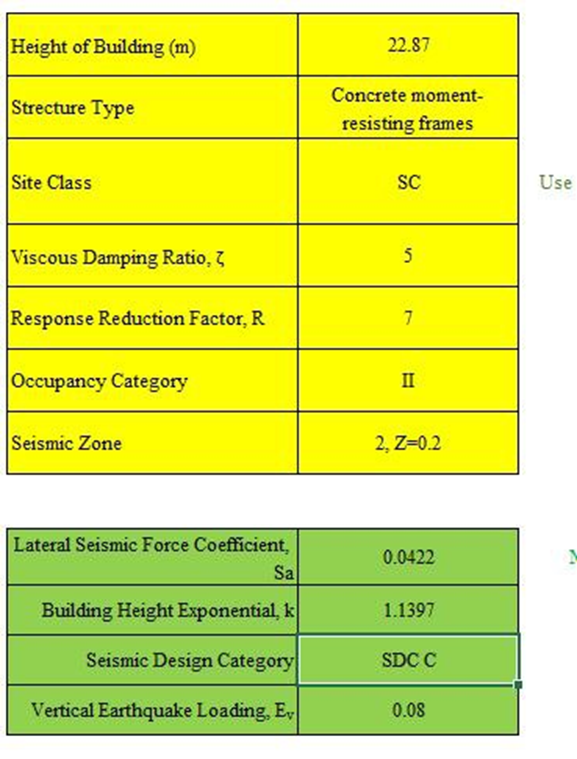 Height of Building (m) 22.87
Strecture Type Concrete moment-
resisting frames
Site Class SC Use
Viscous Damping Ratio, ζ 5
Response Reduction Factor, R 7
Occupancy Category II
Seismic Zone 2, Z=0.2
Lateral Seismic Force Coefficient,
Sa 0.0422
Building Height Exponential, k 1.1397
Seismic Design Category SDC C
Vertical Earthquake Loading, Ev 0.08